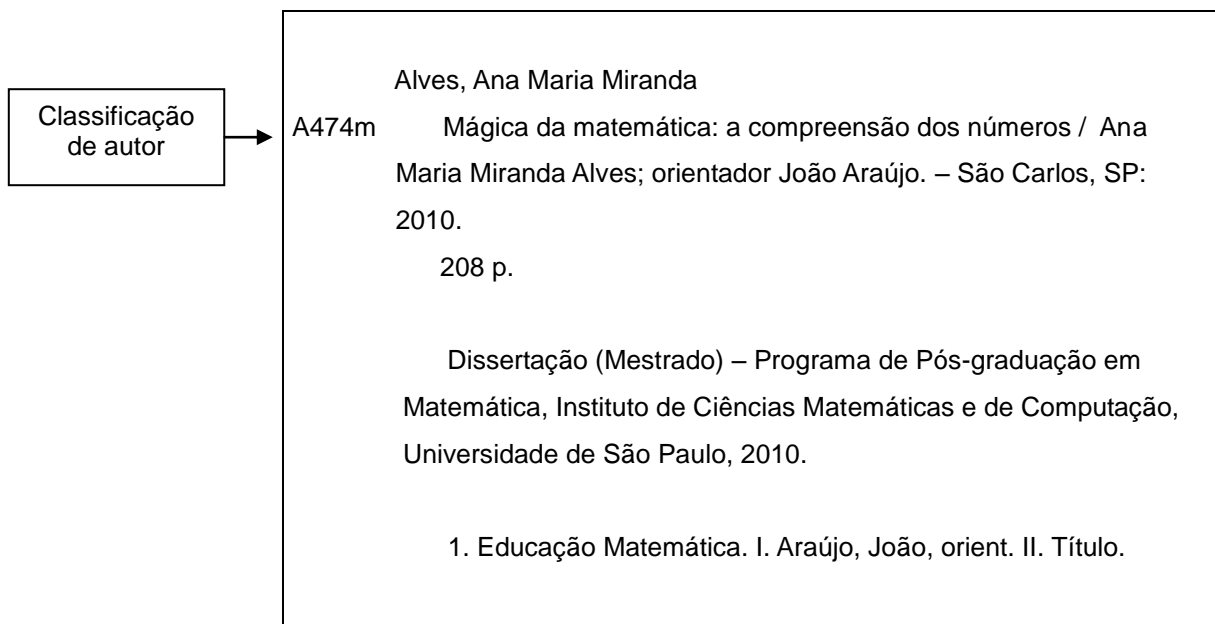 Classificação
de autor
Alves, Ana Maria Miranda
A474m Mágica da matemática: a compreensão dos números / Ana
Maria Miranda Alves; orientador João Araújo. – São Carlos, SP:
2010.
208 p.
Dissertação (Mestrado) – Programa de Pós-graduação em
Matemática, Instituto de Ciências Matemáticas e de Computação,
Universidade de São Paulo, 2010.
1. Educação Matemática. I. Araújo, João, orient. II. Título.